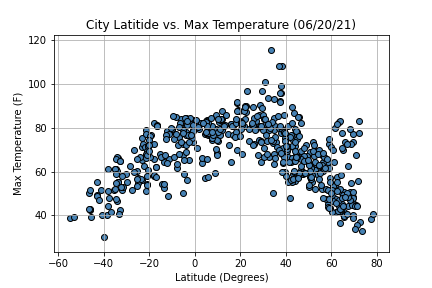 City Latitide vs. Max Temperature (06/20/21)
120
100
80
60
40
Max Temperature (F)
−60 −40 −20 0 20 40 60 80
Latitude (Degrees)